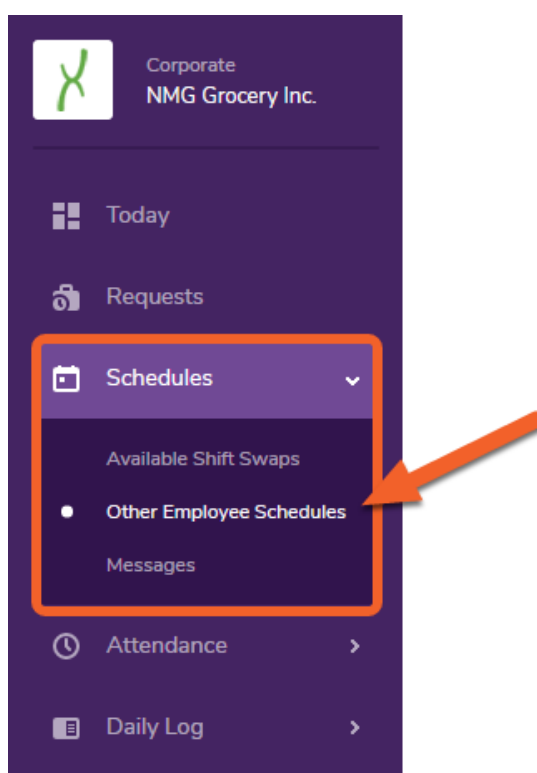 Corporate
NMG Grocery Inc.
Today
Requests
Schedules
Available Shift Swaps
Other Employee Schedules
Messages
Attendance
Daily Log